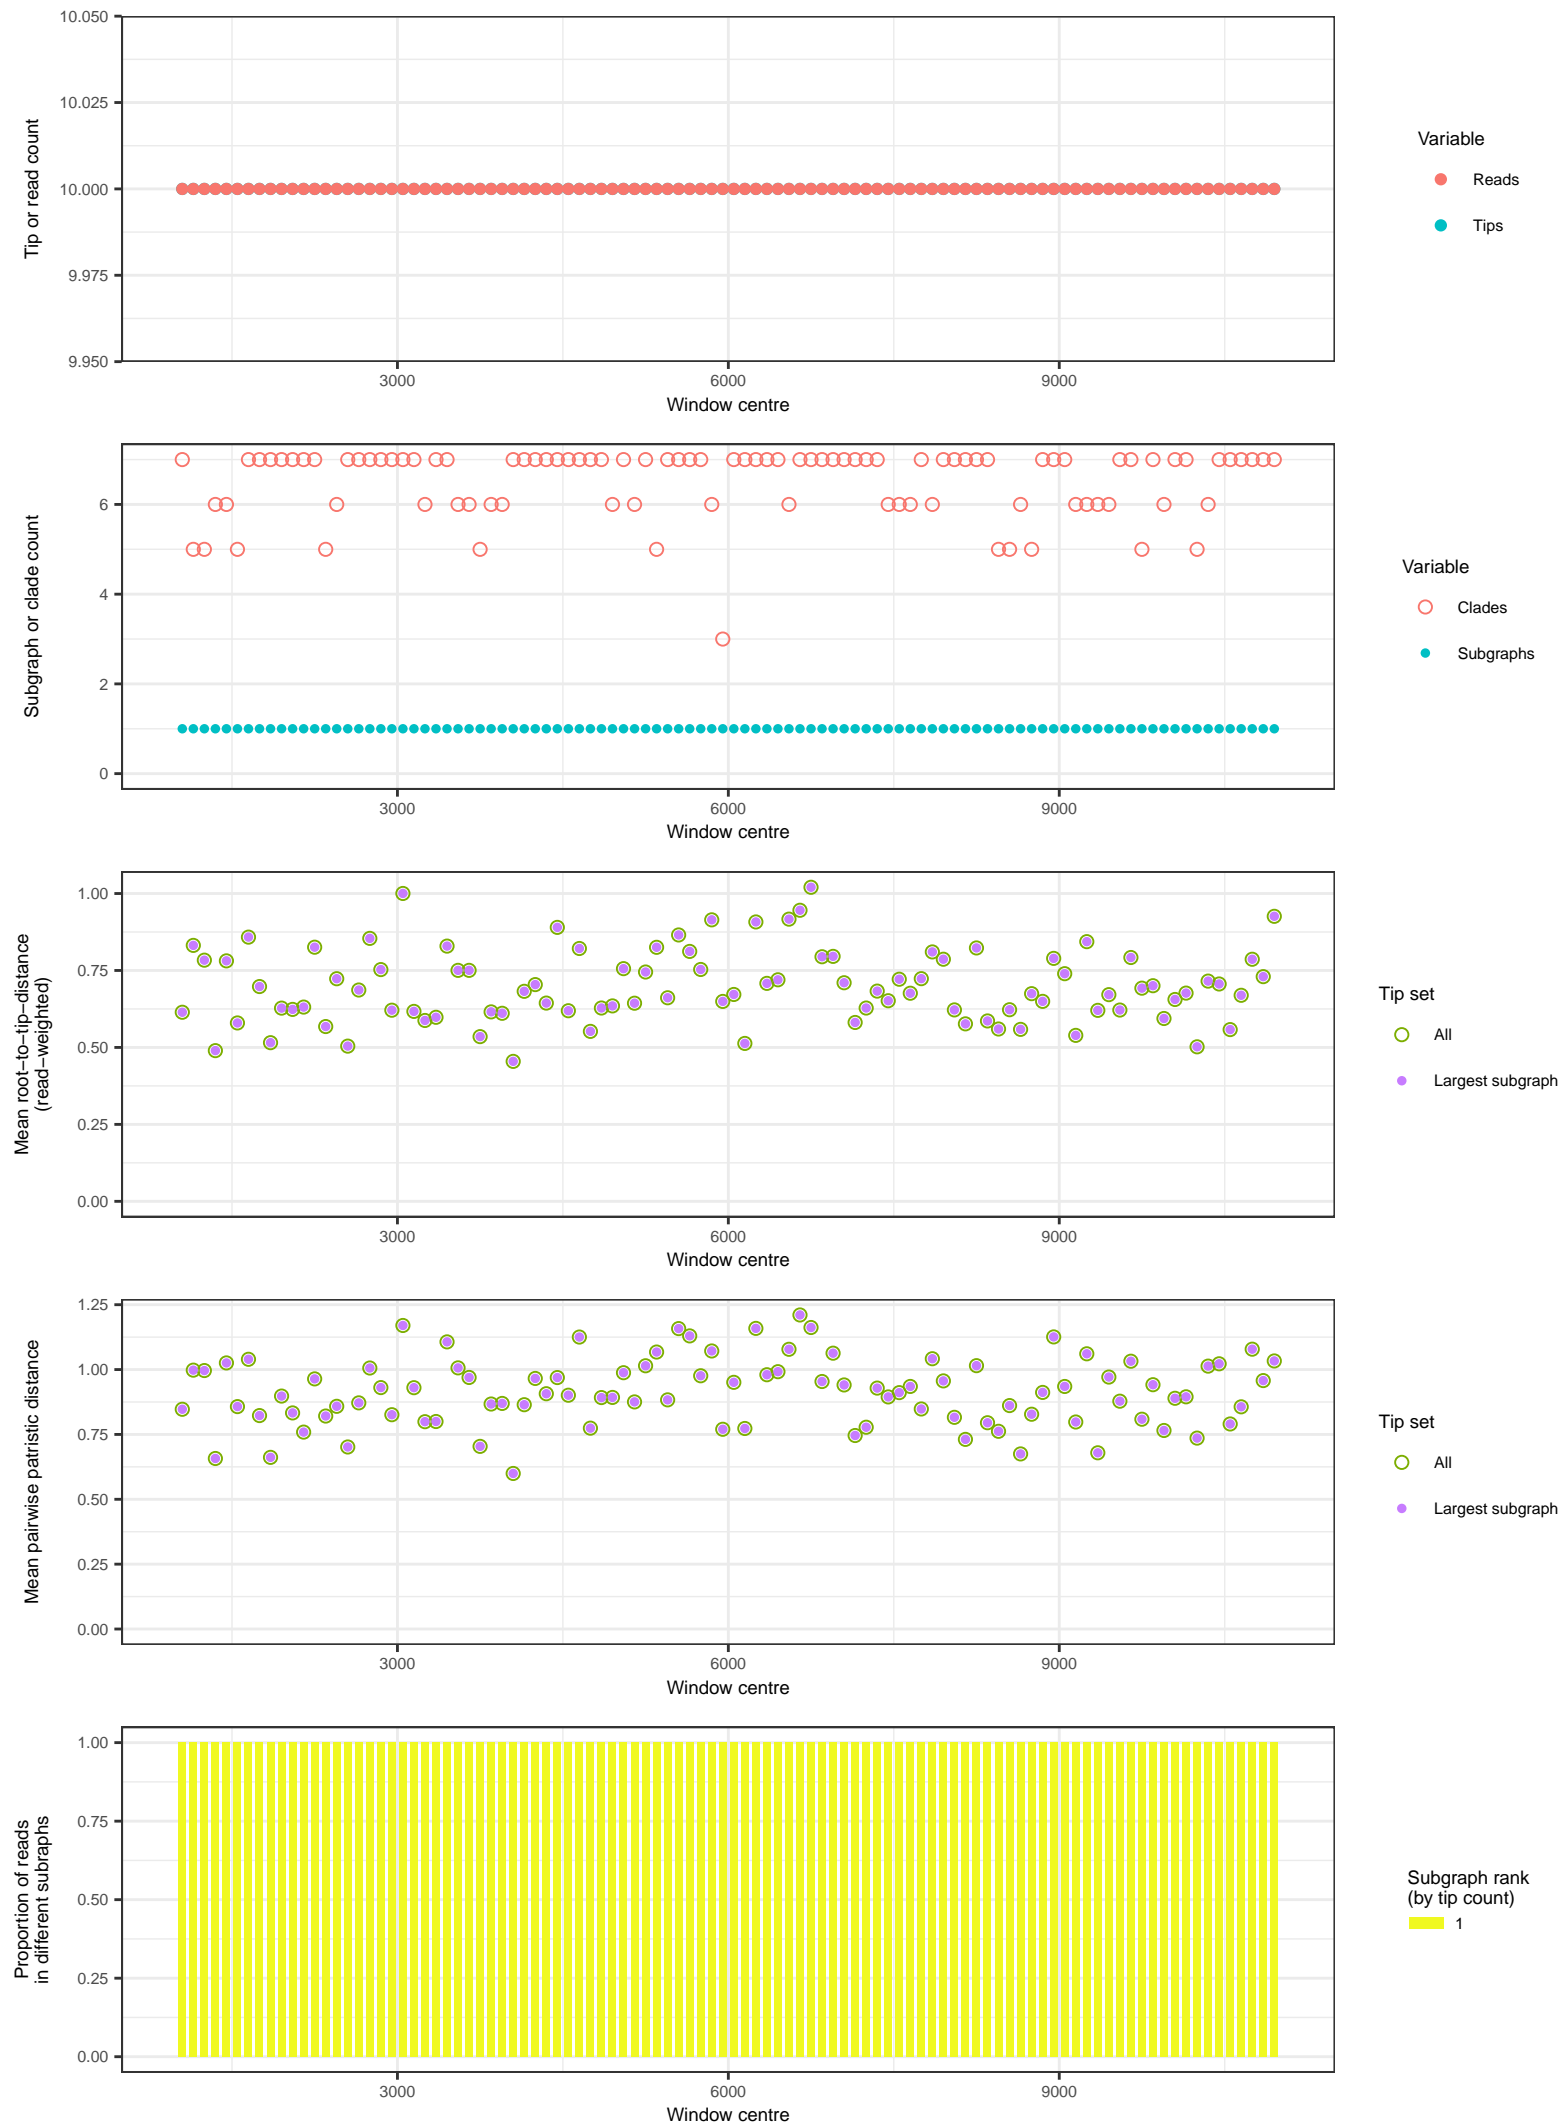 10.050
10.025
10.000
9.975
9.950
Tip or read count
3000
6000
9000
Window centre
Variable
Reads
Tips
6
4
2
0
Subgraph or clade count
3000
6000
9000
Window centre
Variable
Clades
Subgraphs
1.00
0.75
0.50
0.25
0.00
Mean root−to−tip−distance
(read−weighted)
3000
6000
9000
Window centre
Tip set
All
Largest subgraph
1.25
1.00
0.75
0.50
0.25
0.00
Mean pairwise patristic distance
3000
6000
9000
Window centre
Tip set
All
Largest subgraph
1.00
0.75
0.50
0.25
0.00
Proportion of reads
in different subraphs
3000
6000
9000
Window centre
Subgraph rank
(by tip count)
1